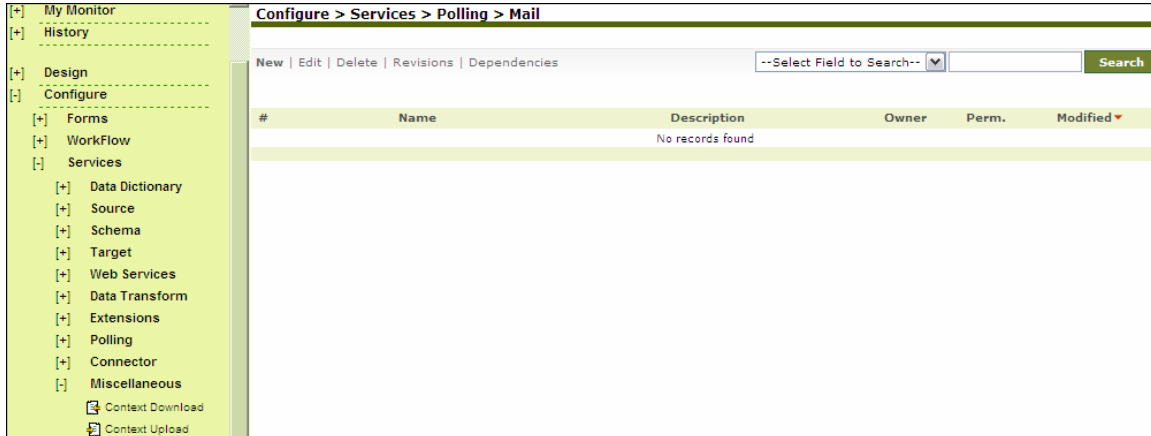 [+] My Monitor
[+] History
[+] Design
[-] Configure
[+] Forms
[+] WorkFlow
[-] Services
[+] Data Dictionary
[+] Source
[+] Schema
[+] Target
[+] Web Services
[+] Data Transform
[+] Extensions
[+] Polling
[+] Connector
[-] Miscellaneous
Context Download
Context Upload
Configure > Services > Polling > Mail
New | Edit | Delete | Revisions | Dependencies
--Select Field to Search-- Search
# Name Description Owner Perm. Modified
No records found